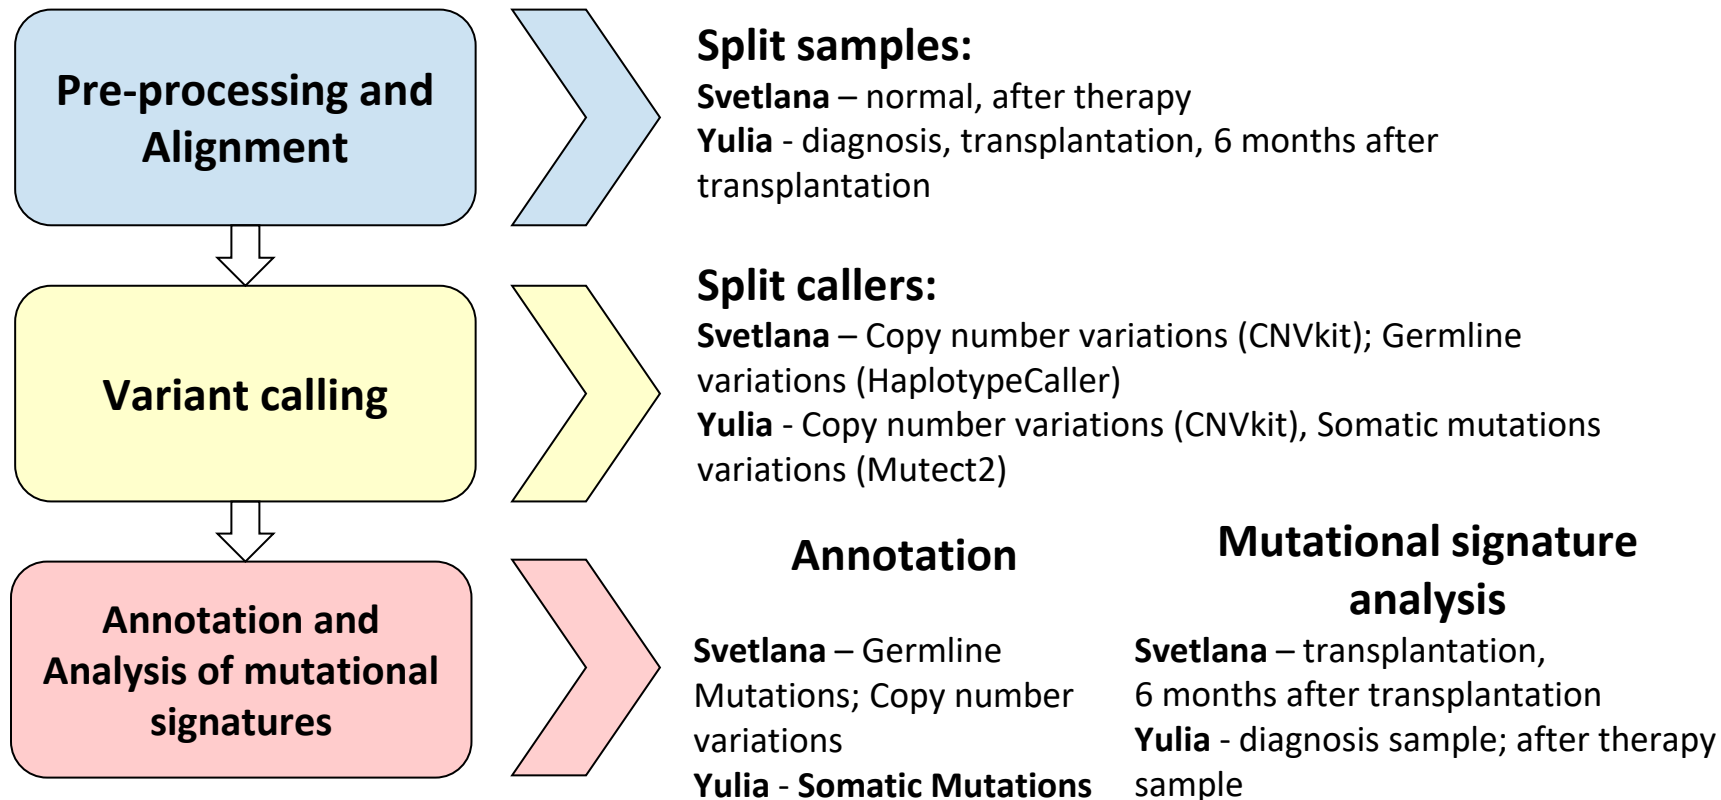 Pre-processing and
Alignment
Split samples:
Svetlana – normal, after therapy
Yulia - diagnosis, transplantation, 6 months after
transplantation
Variant calling
Split callers:
Svetlana – Copy number variations (CNVkit); Germline
variations (HaplotypeCaller)
Yulia - Copy number variations (CNVkit), Somatic mutations
variations (Mutect2)
Annotation and
Analysis of mutational
signatures
Annotation
Svetlana – Germline
Mutations; Copy number
variations
Yulia - Somatic Mutations
Mutational signature
analysis
Svetlana – transplantation,
6 months after transplantation
Yulia - diagnosis sample; after therapy
sample